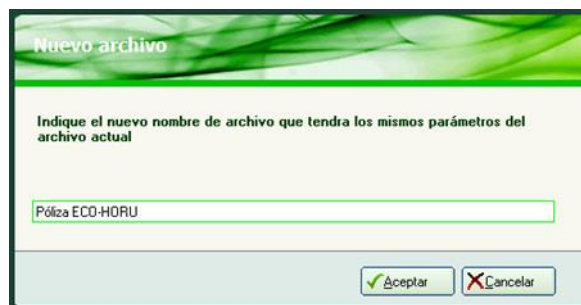 Nuevo archivo
Indique el nuevo nombre de archivo que tendra los mismos parámetros del
archivo actual
Póliza ECO-HORU
Aceptar
Cancelar